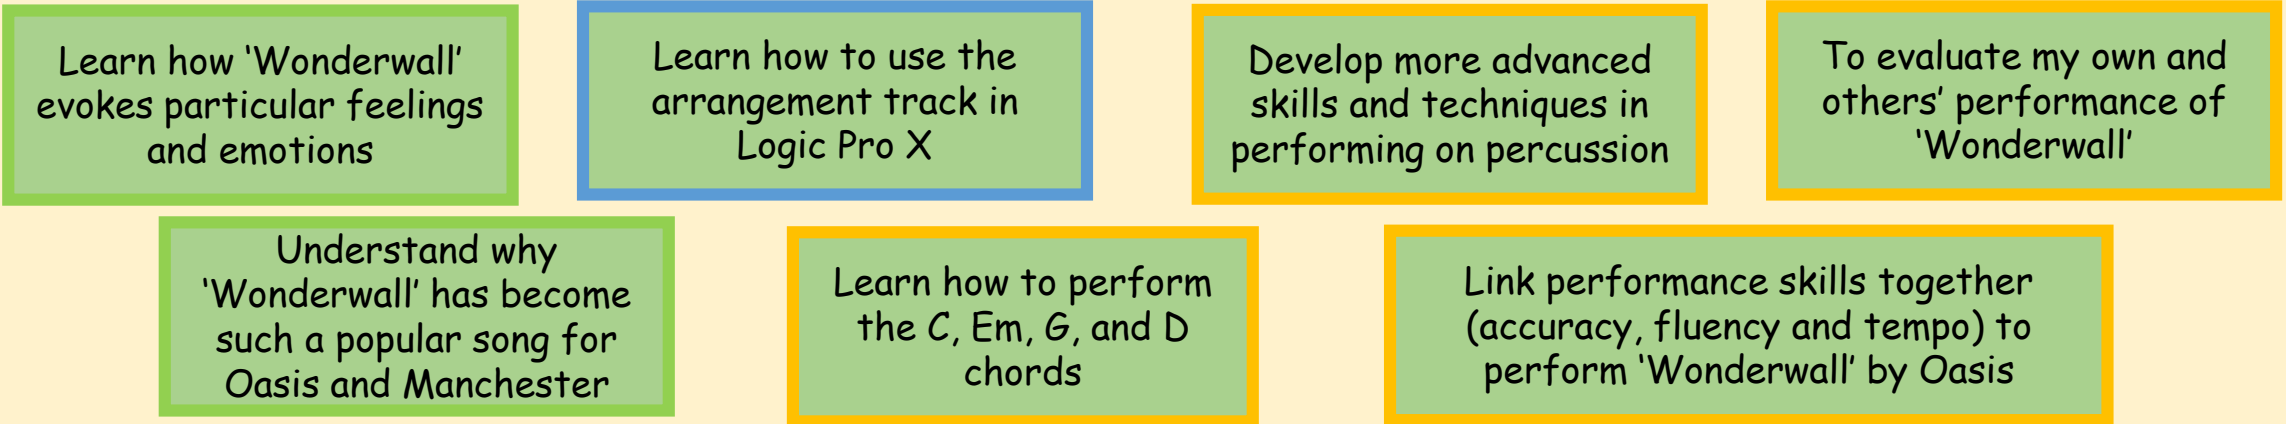 Learn how ‘Wonderwall’
evokes particular feelings
and emotions
Learn how to use the
arrangement track in
Logic Pro X
Develop more advanced
skills and techniques in
performing on percussion
To evaluate my own and
others’ performance of
‘Wonderwall’
Understand why
‘Wonderwall’ has become
such a popular song for
Oasis and Manchester
Learn how to perform
the C, Em, G, and D
chords
Link performance skills together
(accuracy, fluency and tempo) to
perform ‘Wonderwall’ by Oasis